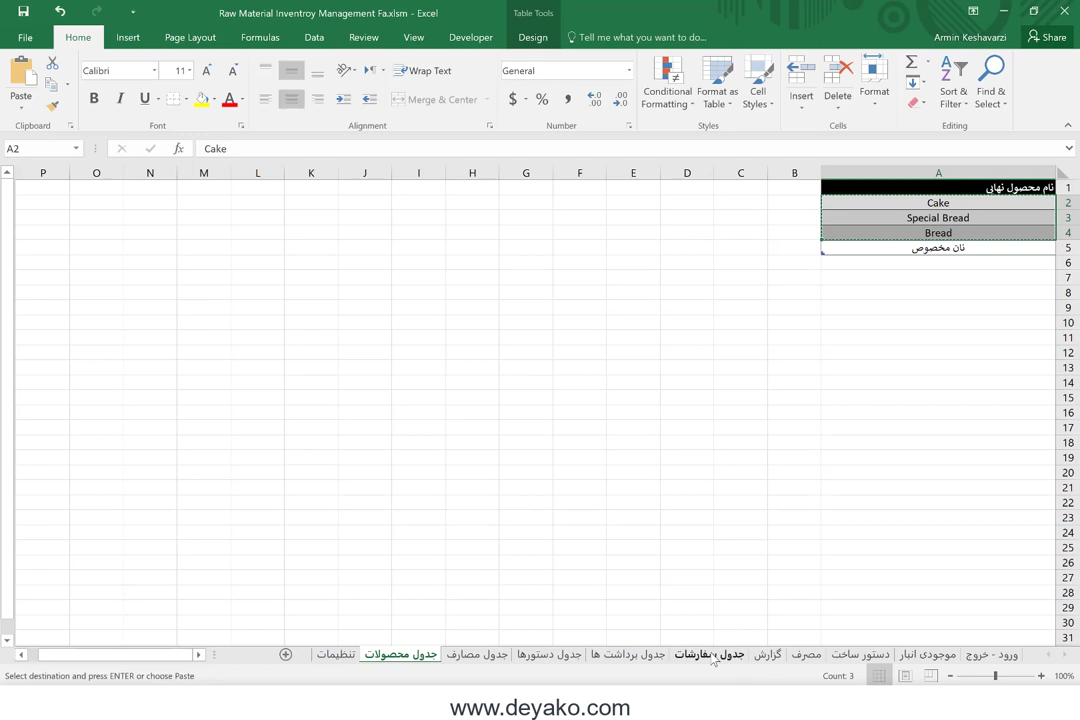 Raw Material Inventroy Management Fa.xlsm - Excel
Table Tools
Armin Keshavarzi
Share
File
Home
Insert
Page Layout
Formulas
Data
Review
View
Developer
Design
Tell me what you want to do...
Paste
Calibri
11
Wrap Text
Merge & Center
General
Conditional Formatting
Format as Table
Cell Styles
Insert
Delete
Format
Sort & Filter
Find & Select
Clipboard
Font
Alignment
Number
Styles
Cells
Editing
A2
fx
Cake
P O N M L K J I H G F E D C B A
نام محصول نهایی 1
Cake 2
Special Bread 3
Bread 4
نان مخصوص 5
6
7
8
9
10
11
12
13
14
15
16
17
18
19
20
21
22
23
24
25
26
27
28
29
30
31
ورود - خروج
موجودی انبار
دستور ساخت
مصرف
گزارش
جدول سفارشات
جدول برداشت ها
جدول دستورها
جدول مصارف
جدول محصولات
تنظیمات
Select destination and press ENTER or choose Paste
Count: 3
100%
www.deyako.com